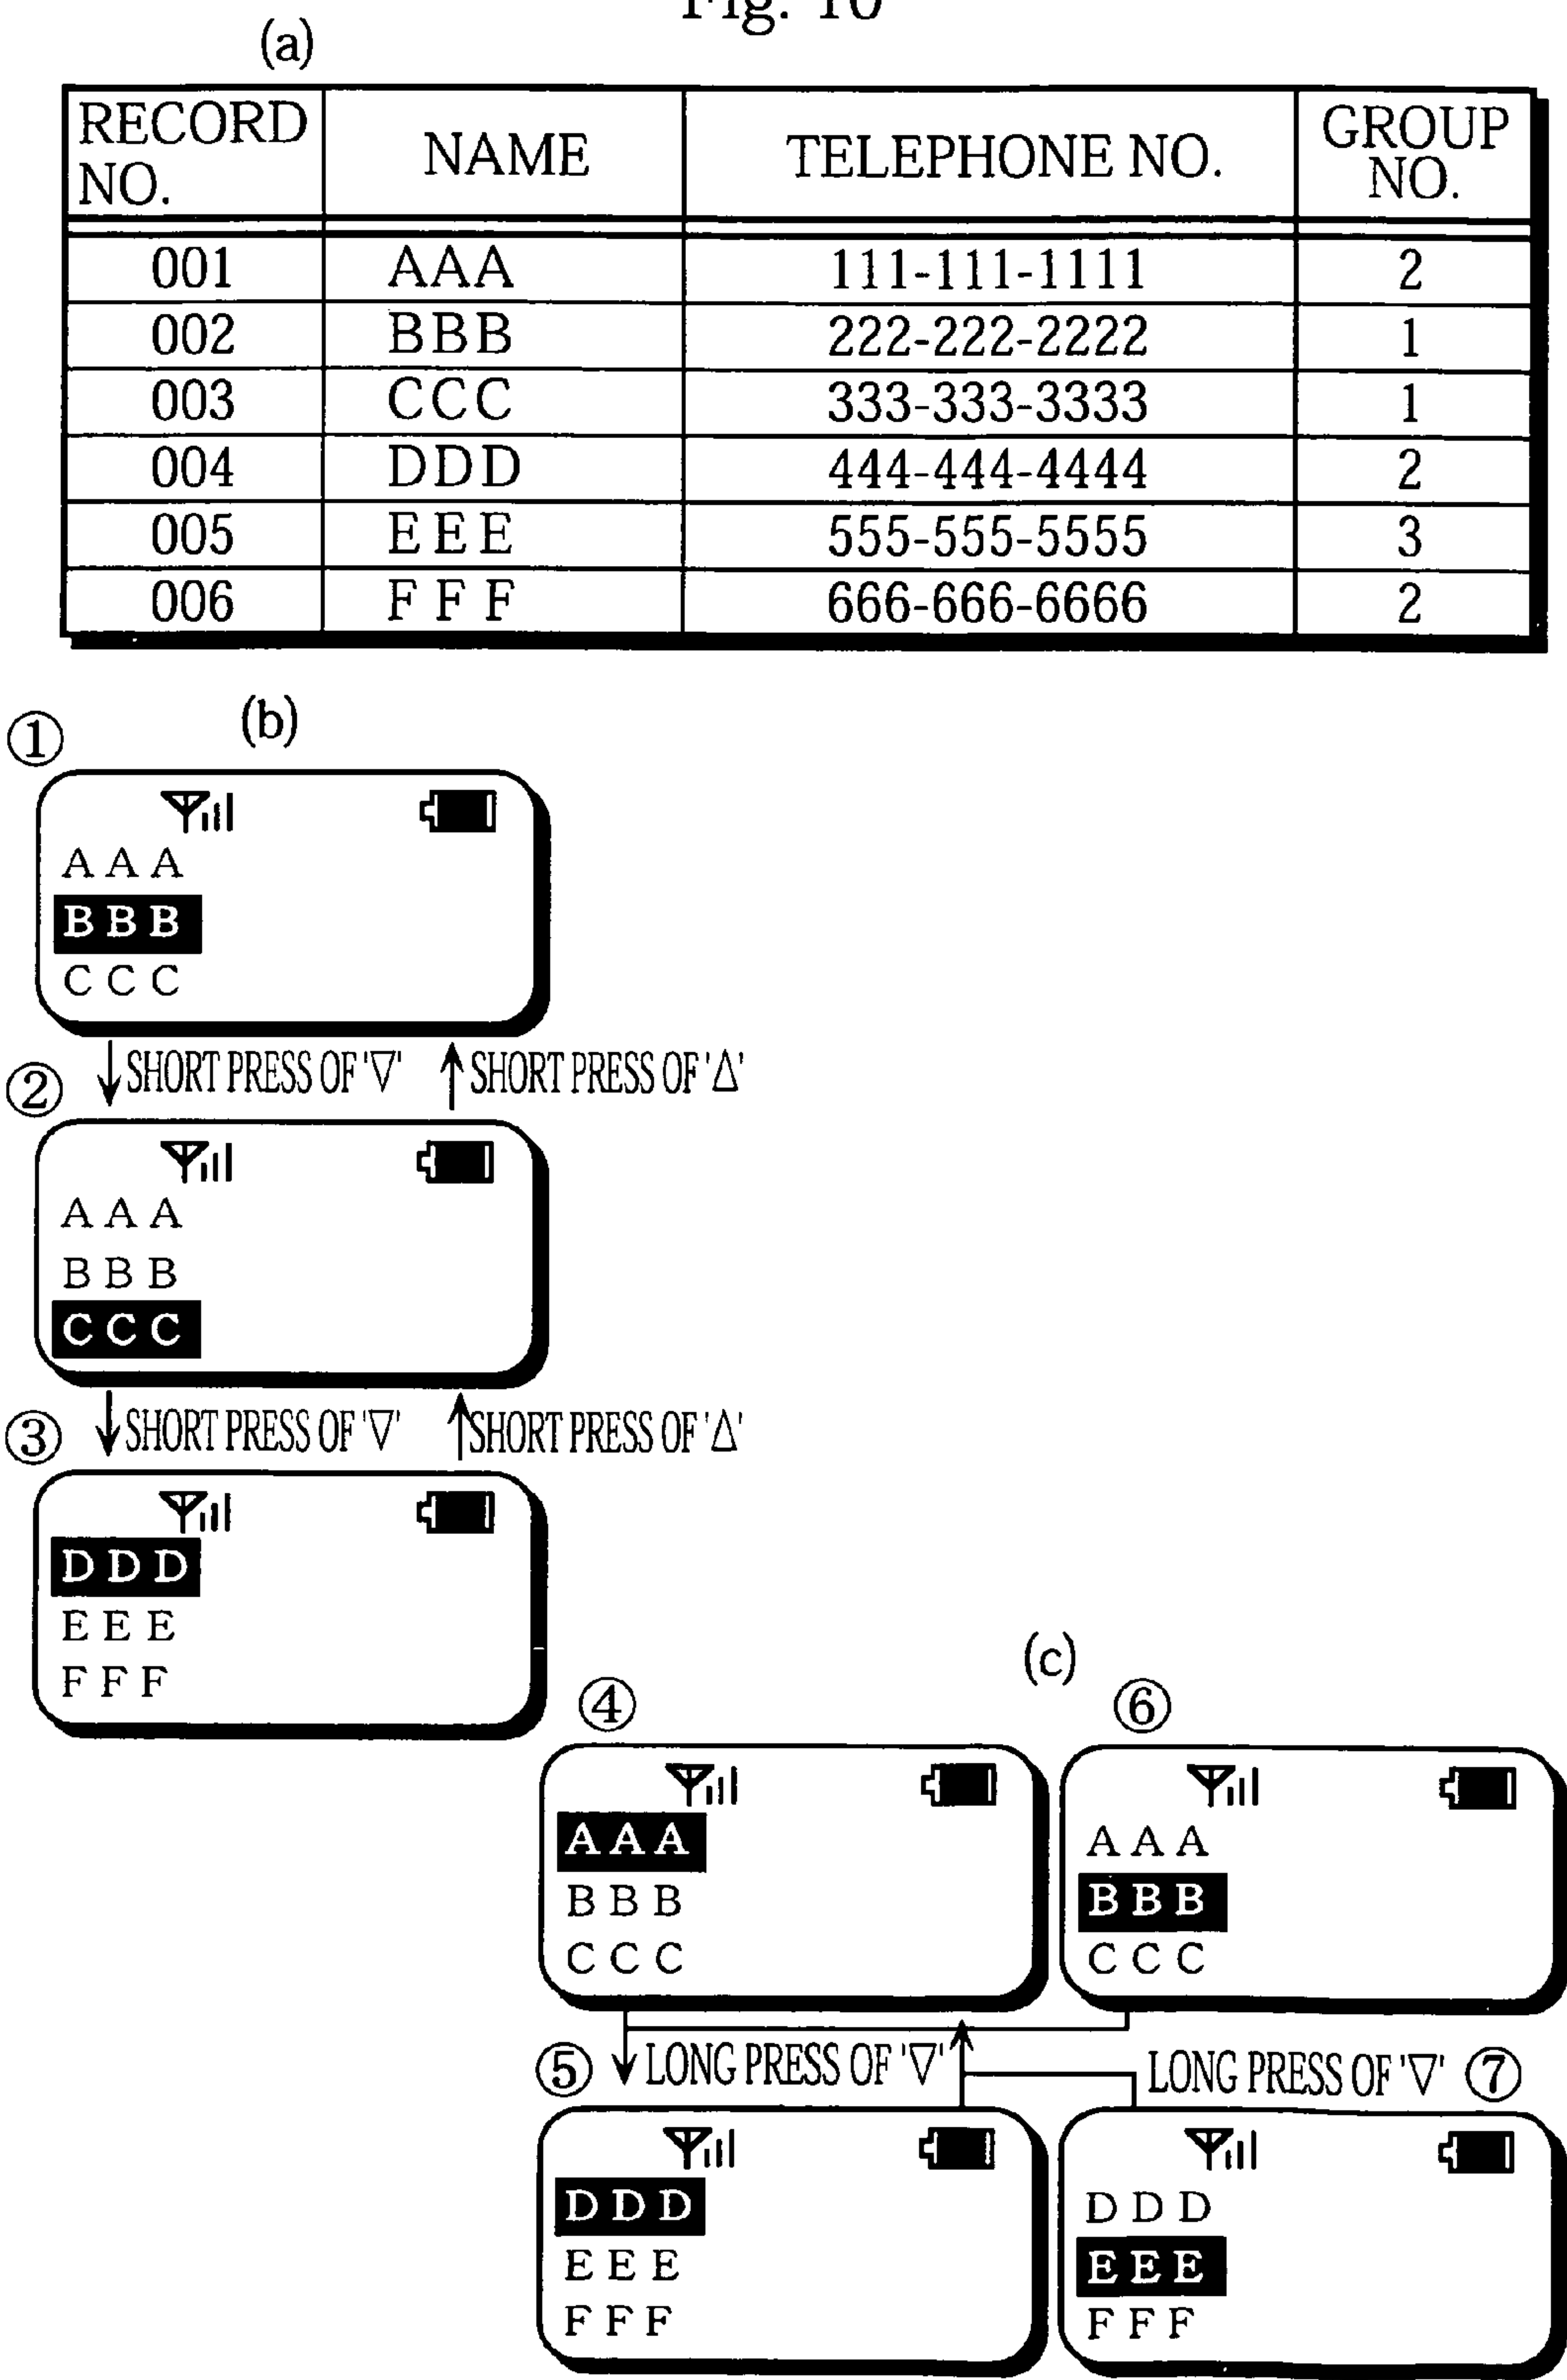 Fig. 10
(a)
RECORD NO. NAME TELEPHONE NO. GROUP NO.
001 AAA 111-111-1111 2
002 BBB 222-222-2222 1
003 CCC 333-333-3333 1
004 DDD 444-444-4444 2
005 EEE 555-555-5555 3
006 FFF 666-666-6666 2
(b)
①
AAA
BBB
CCC
SHORT PRESS OF '▽' SHORT PRESS OF '△'
②
AAA
BBB
CCC
SHORT PRESS OF '▽' SHORT PRESS OF '△'
③
DDD
EEE
FFF
(c)
④
AAA
BBB
CCC
⑥
AAA
BBB
CCC
⑤ LONG PRESS OF '▽' LONG PRESS OF '▽' ⑦
DDD
EEE
FFF
DDD
EEE
FFF